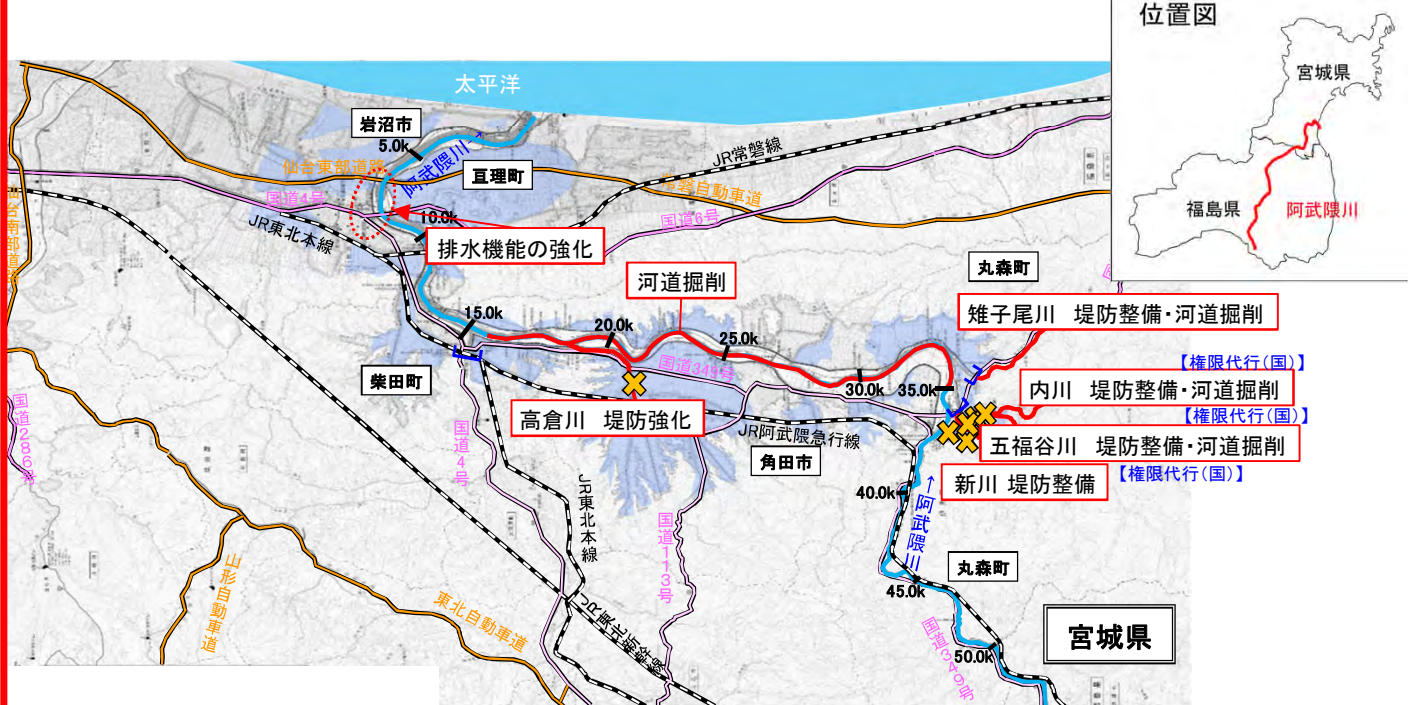 位置図
宮城県
福島県
阿武隈川
太平洋
岩沼市
5.0k
阿武隈川→
仙台東部道路
亘理町
JR常磐線
常磐自動車道
国道4号
国道6号
10.0k
仙台南部道路
JR東北本線
排水機能の強化
丸森町
河道掘削
雉子尾川 堤防整備・河道掘削
15.0k
20.0k
25.0k
国道349号
【権限代行(国)】
30.0k
35.0k
内川 堤防整備・河道掘削
柴田町
【権限代行(国)】
高倉川 堤防強化
国道286号
国道4号
JR阿武隈急行線
五福谷川 堤防整備・河道掘削
角田市
【権限代行(国)】
新川 堤防整備
40.0k
←阿武隈川
JR東北本線
国道113号
山形自動車道
丸森町
45.0k
東北自動車道
JR東北新幹線
宮城県
50.0k
国道349号